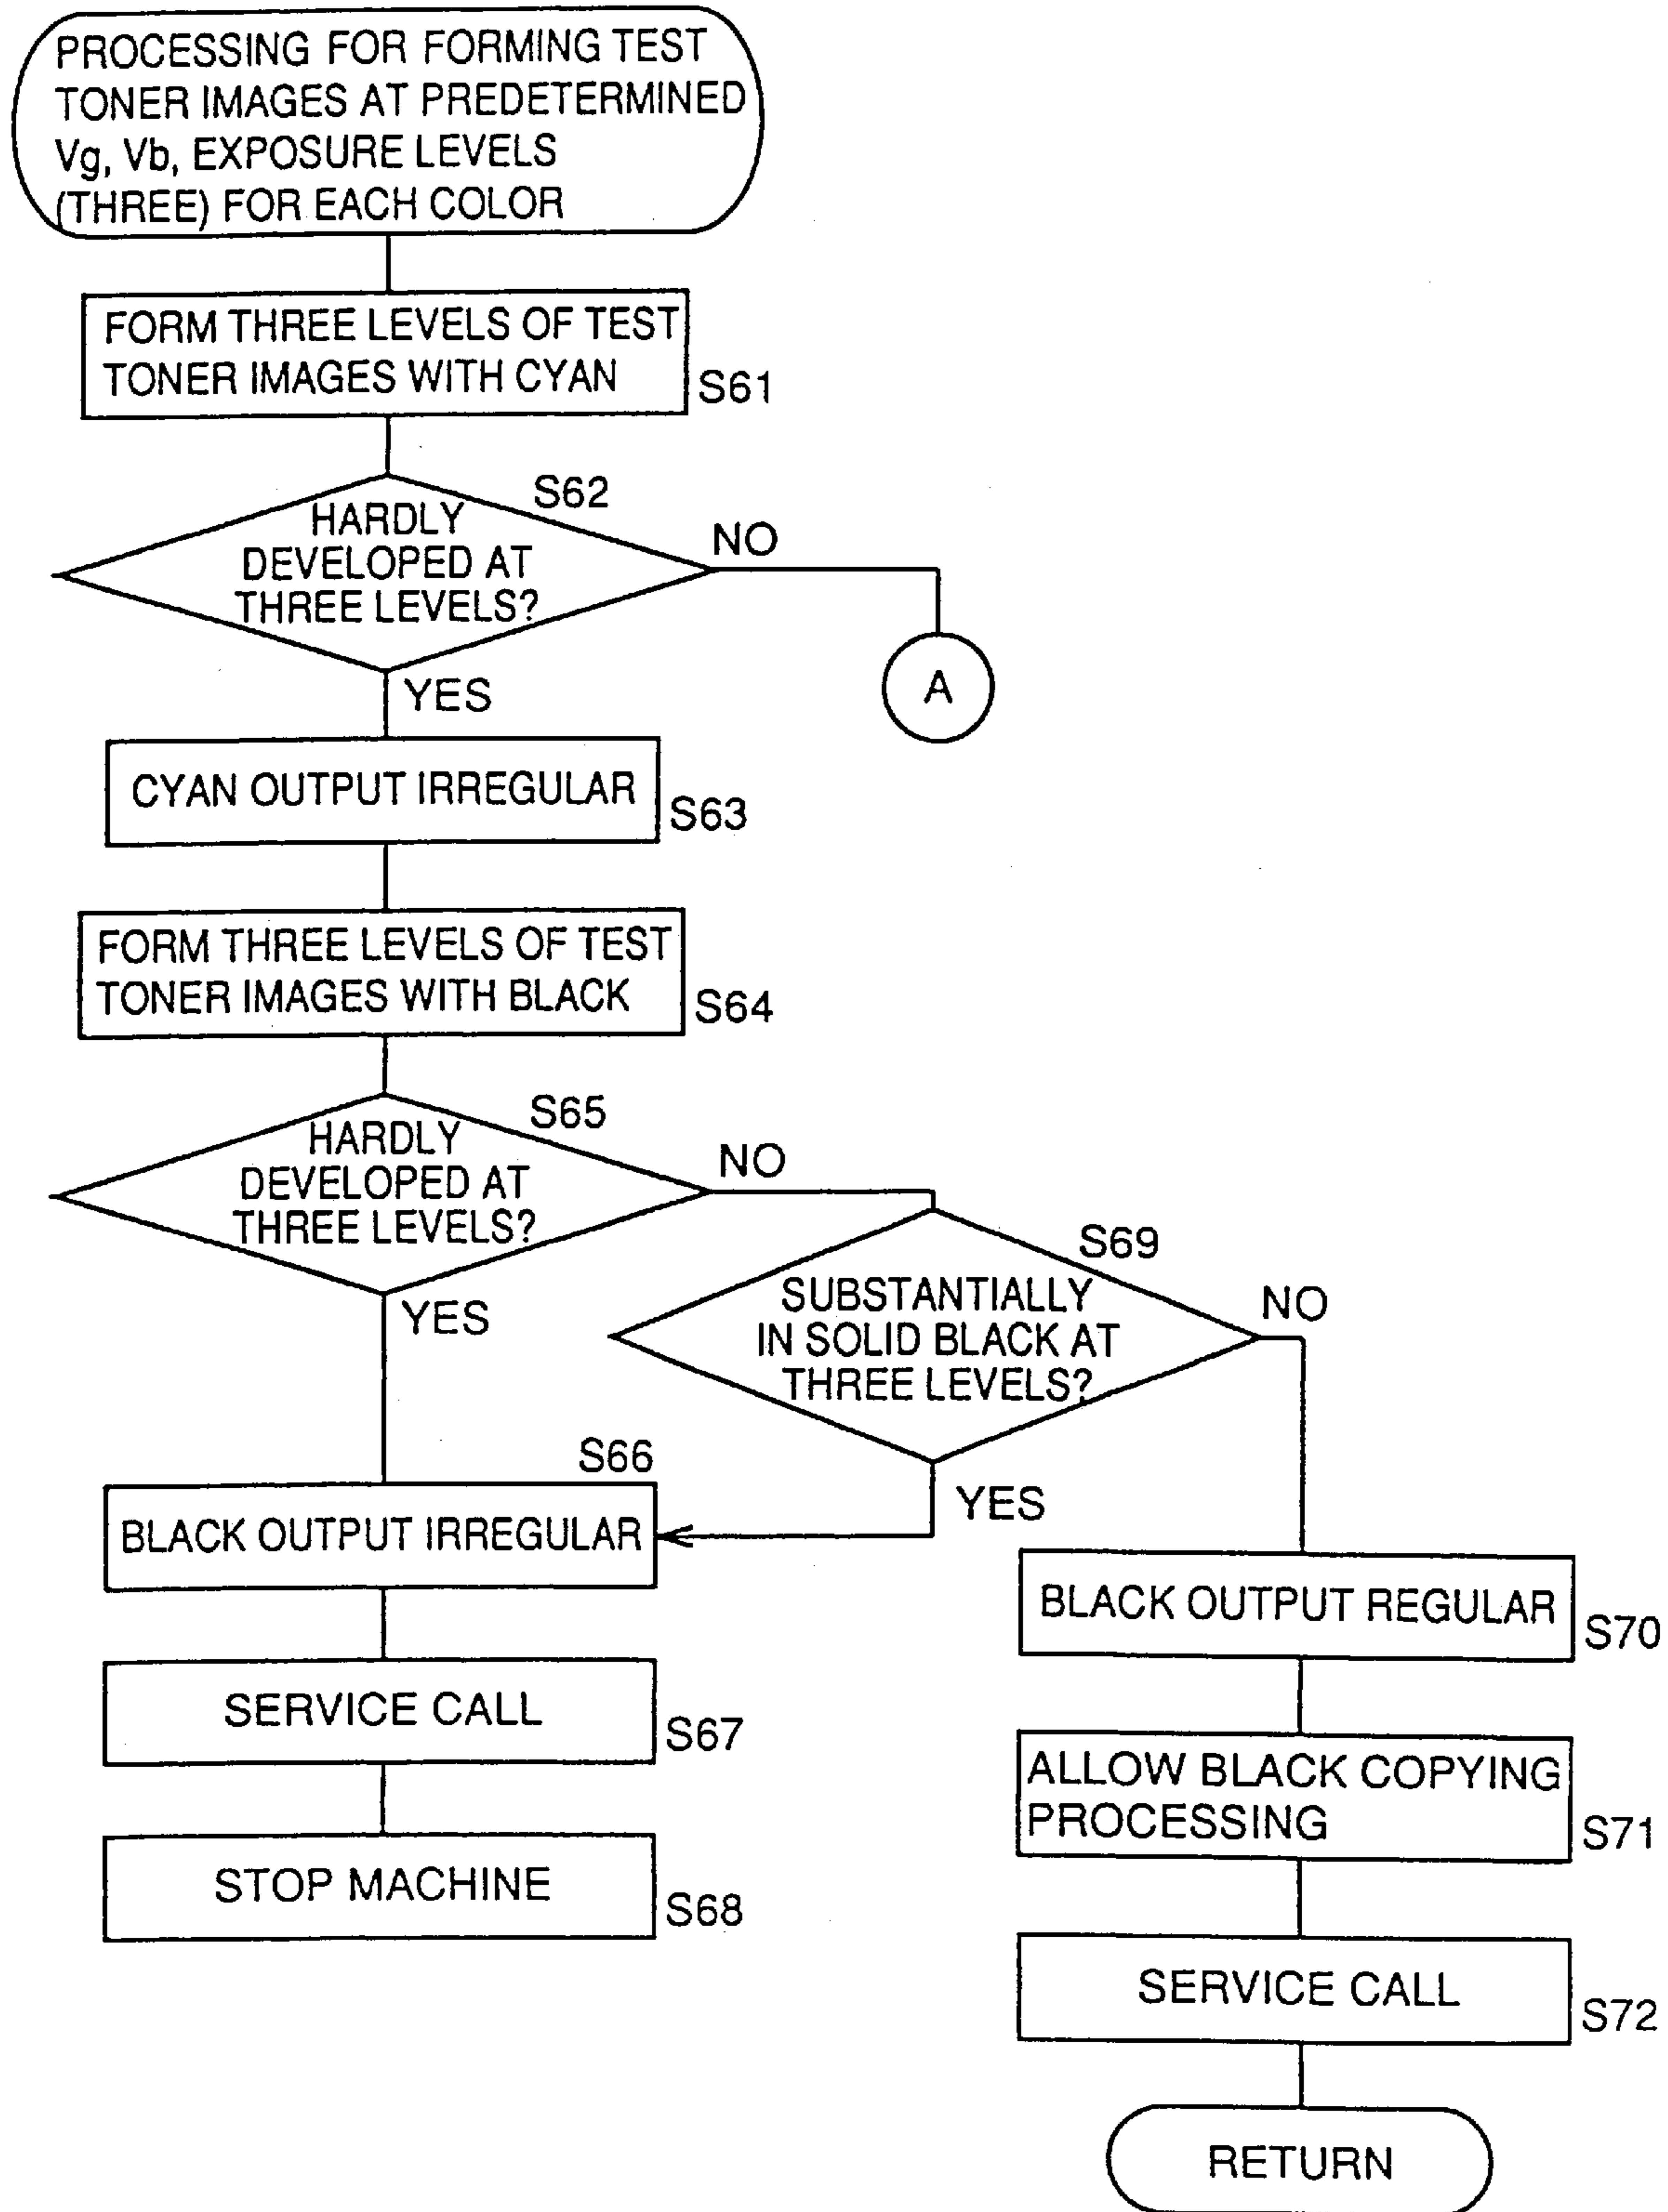 PROCESSING FOR FORMING TEST
TONER IMAGES AT PREDETERMINED
Vg, Vb, EXPOSURE LEVELS
(THREE) FOR EACH COLOR
FORM THREE LEVELS OF TEST
TONER IMAGES WITH CYAN
S61
S62
HARDLY
DEVELOPED AT
THREE LEVELS?
NO
A
YES
CYAN OUTPUT IRREGULAR
S63
FORM THREE LEVELS OF TEST
TONER IMAGES WITH BLACK
S64
S65
HARDLY
DEVELOPED AT
THREE LEVELS?
NO
YES
S69
SUBSTANTIALLY
IN SOLID BLACK AT
THREE LEVELS?
NO
YES
S66
BLACK OUTPUT IRREGULAR
SERVICE CALL
S67
STOP MACHINE
S68
BLACK OUTPUT REGULAR
S70
ALLOW BLACK COPYING
PROCESSING
S71
SERVICE CALL
S72
RETURN